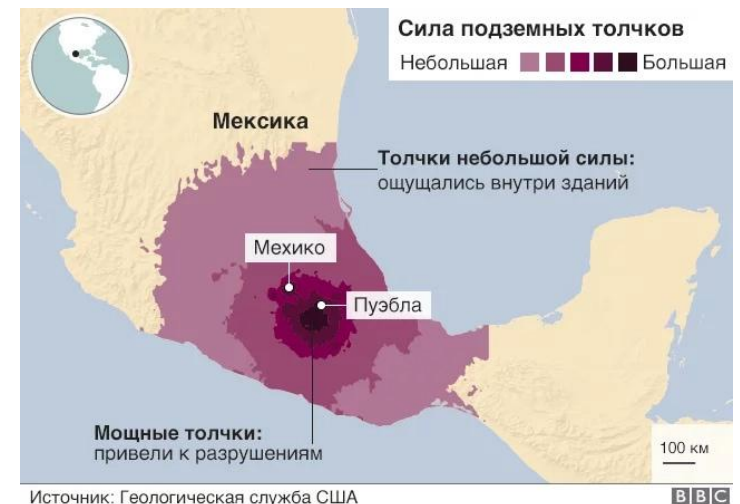 Сила подземных толчков
Небольшая Большая
Мексика
Толчки небольшой силы:
ощущались внутри зданий
Мехико
Пуэбла
Мощные толчки:
привели к разрушениям
100 км
Источник: Геологическая служба США
BBC